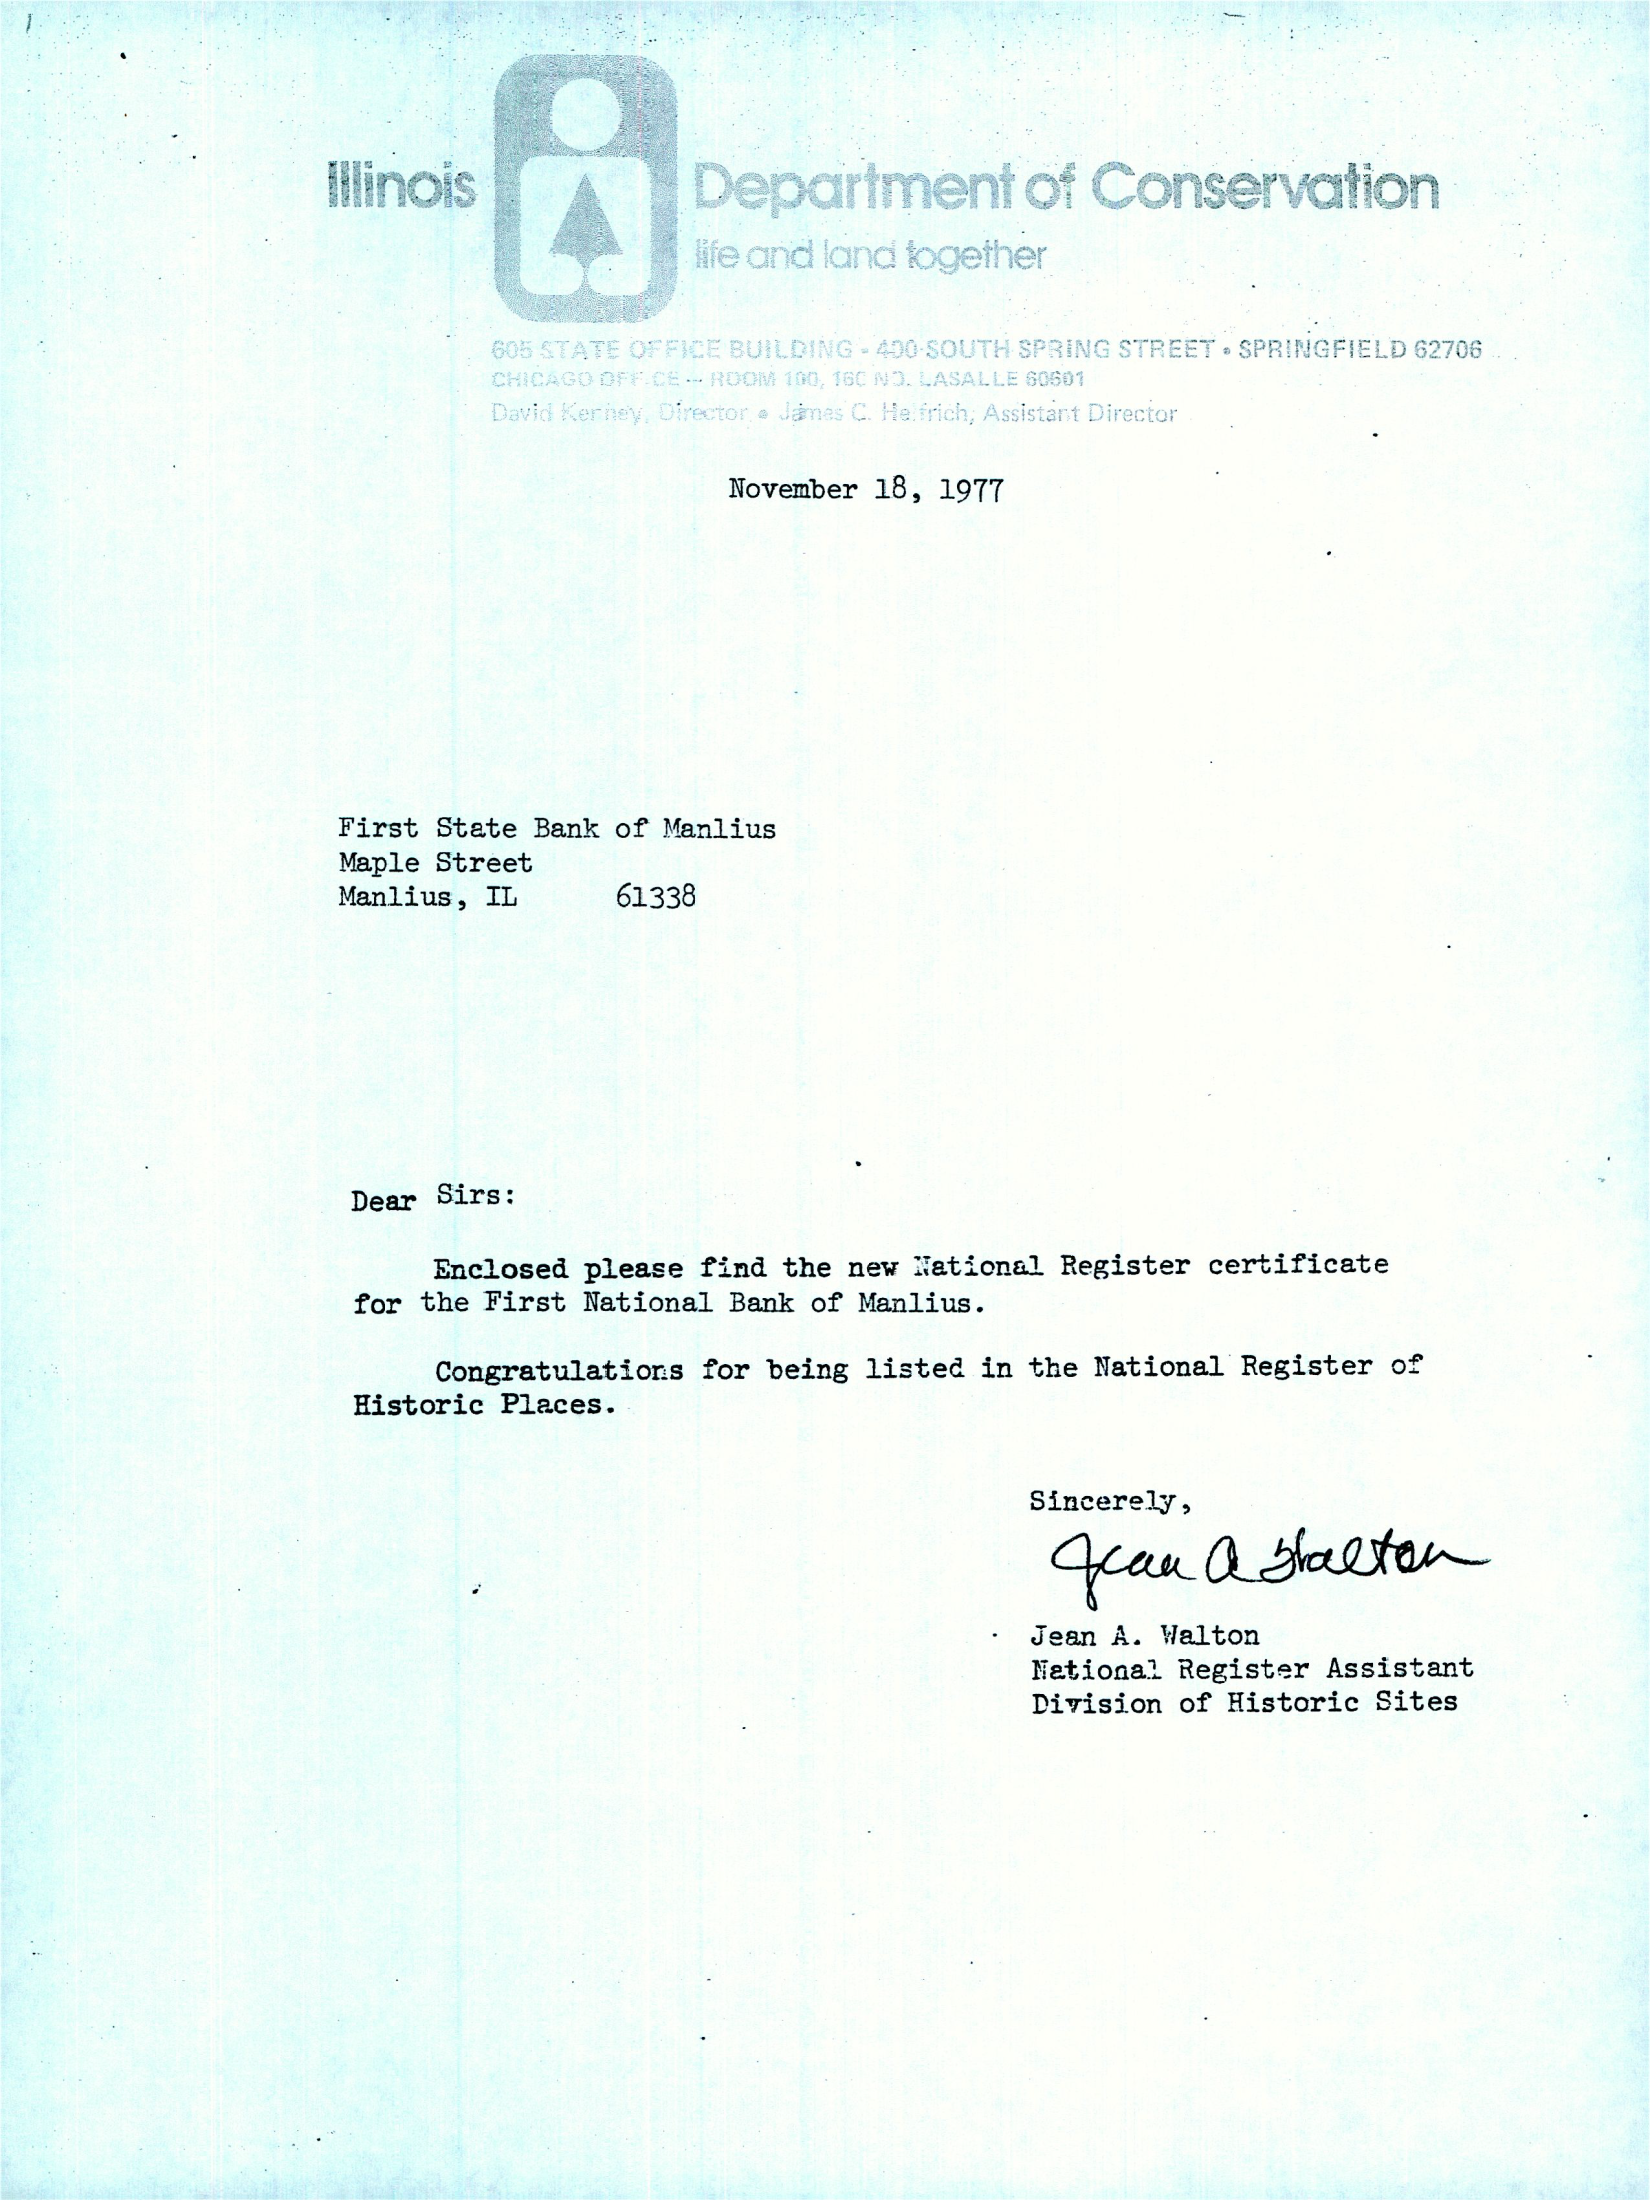 Illinois Department of Conservation
life and land together
605 STATE OFFICE BUILDING • 400 SOUTH SPRING STREET • SPRINGFIELD 62706
CHICAGO OFFICE — ROOM 100, 160 NO. LASALLE 60601
David Kenney, Director • James C. Helfrich, Assistant Director
November 18, 1977
First State Bank of Manlius
Maple Street
Manlius, IL 61338
Dear Sirs:
Enclosed please find the new National Register certificate
for the First National Bank of Manlius.
Congratulations for being listed in the National Register of
Historic Places.
Sincerely,
Jean A Walton
Jean A. Walton
National Register Assistant
Division of Historic Sites